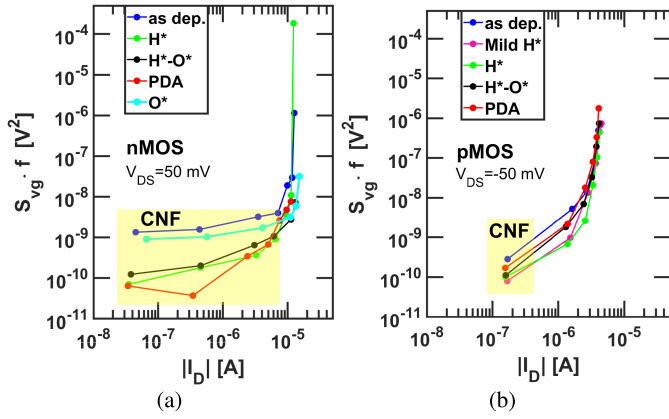 (a)
as dep.
H*
H*-O*
PDA
O*
nMOS
V_DS=50 mV
CNF
S_vg · f [V²]
10⁻⁴
10⁻⁵
10⁻⁶
10⁻⁷
10⁻⁸
10⁻⁹
10⁻¹⁰
10⁻¹¹
10⁻⁸ 10⁻⁷ 10⁻⁶ 10⁻⁵
|I_D| [A]
(a)
b)
as dep.
Mild H*
H*
H*-O*
PDA
pMOS
V_DS=-50 mV
CNF
S_vg · f [V²]
10⁻⁴
10⁻⁵
10⁻⁶
10⁻⁷
10⁻⁸
10⁻⁹
10⁻¹⁰
10⁻¹¹
10⁻⁸ 10⁻⁷ 10⁻⁶ 10⁻⁵
|I_D| [A]
(b)